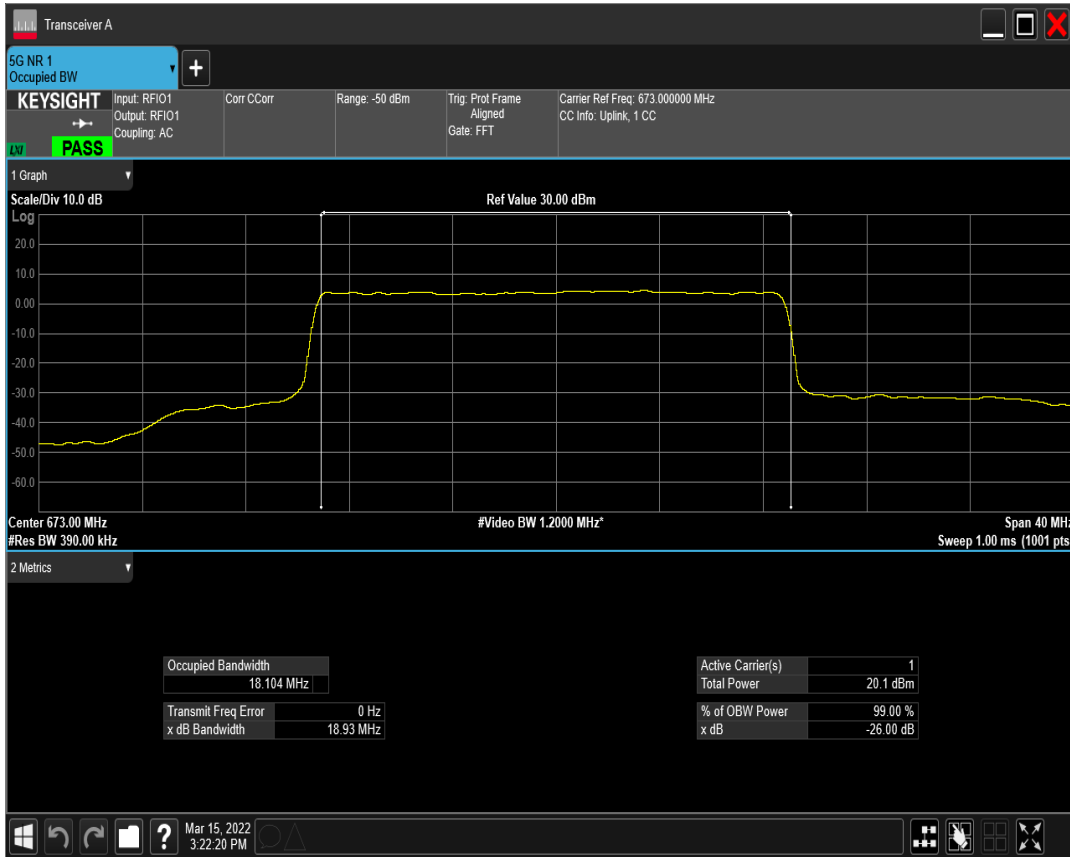 Transceiver A
5G NR 1
Occupied BW
KEYSIGHT
LXI
PASS
Input: RFIO1
Output: RFIO1
Coupling: AC
Corr CCorr
Range: -50 dBm
Trig: Prot Frame
Aligned
Gate: FFT
Carrier Ref Freq: 673.000000 MHz
CC Info: Uplink, 1 CC
1 Graph
Scale/Div 10.0 dB
Ref Value 30.00 dBm
Log
20.0
10.0
0.00
-10.0
-20.0
-30.0
-40.0
-50.0
-60.0
Center 673.00 MHz
#Video BW 1.2000 MHz*
Span 40 MHz
#Res BW 390.00 kHz
Sweep 1.00 ms (1001 pts
2 Metrics
Occupied Bandwidth
18.104 MHz
Transmit Freq Error 0 Hz
x dB Bandwidth 18.93 MHz
Active Carrier(s) 1
Total Power 20.1 dBm
% of OBW Power 99.00 %
x dB -26.00 dB
Mar 15, 2022
3:22:20 PM